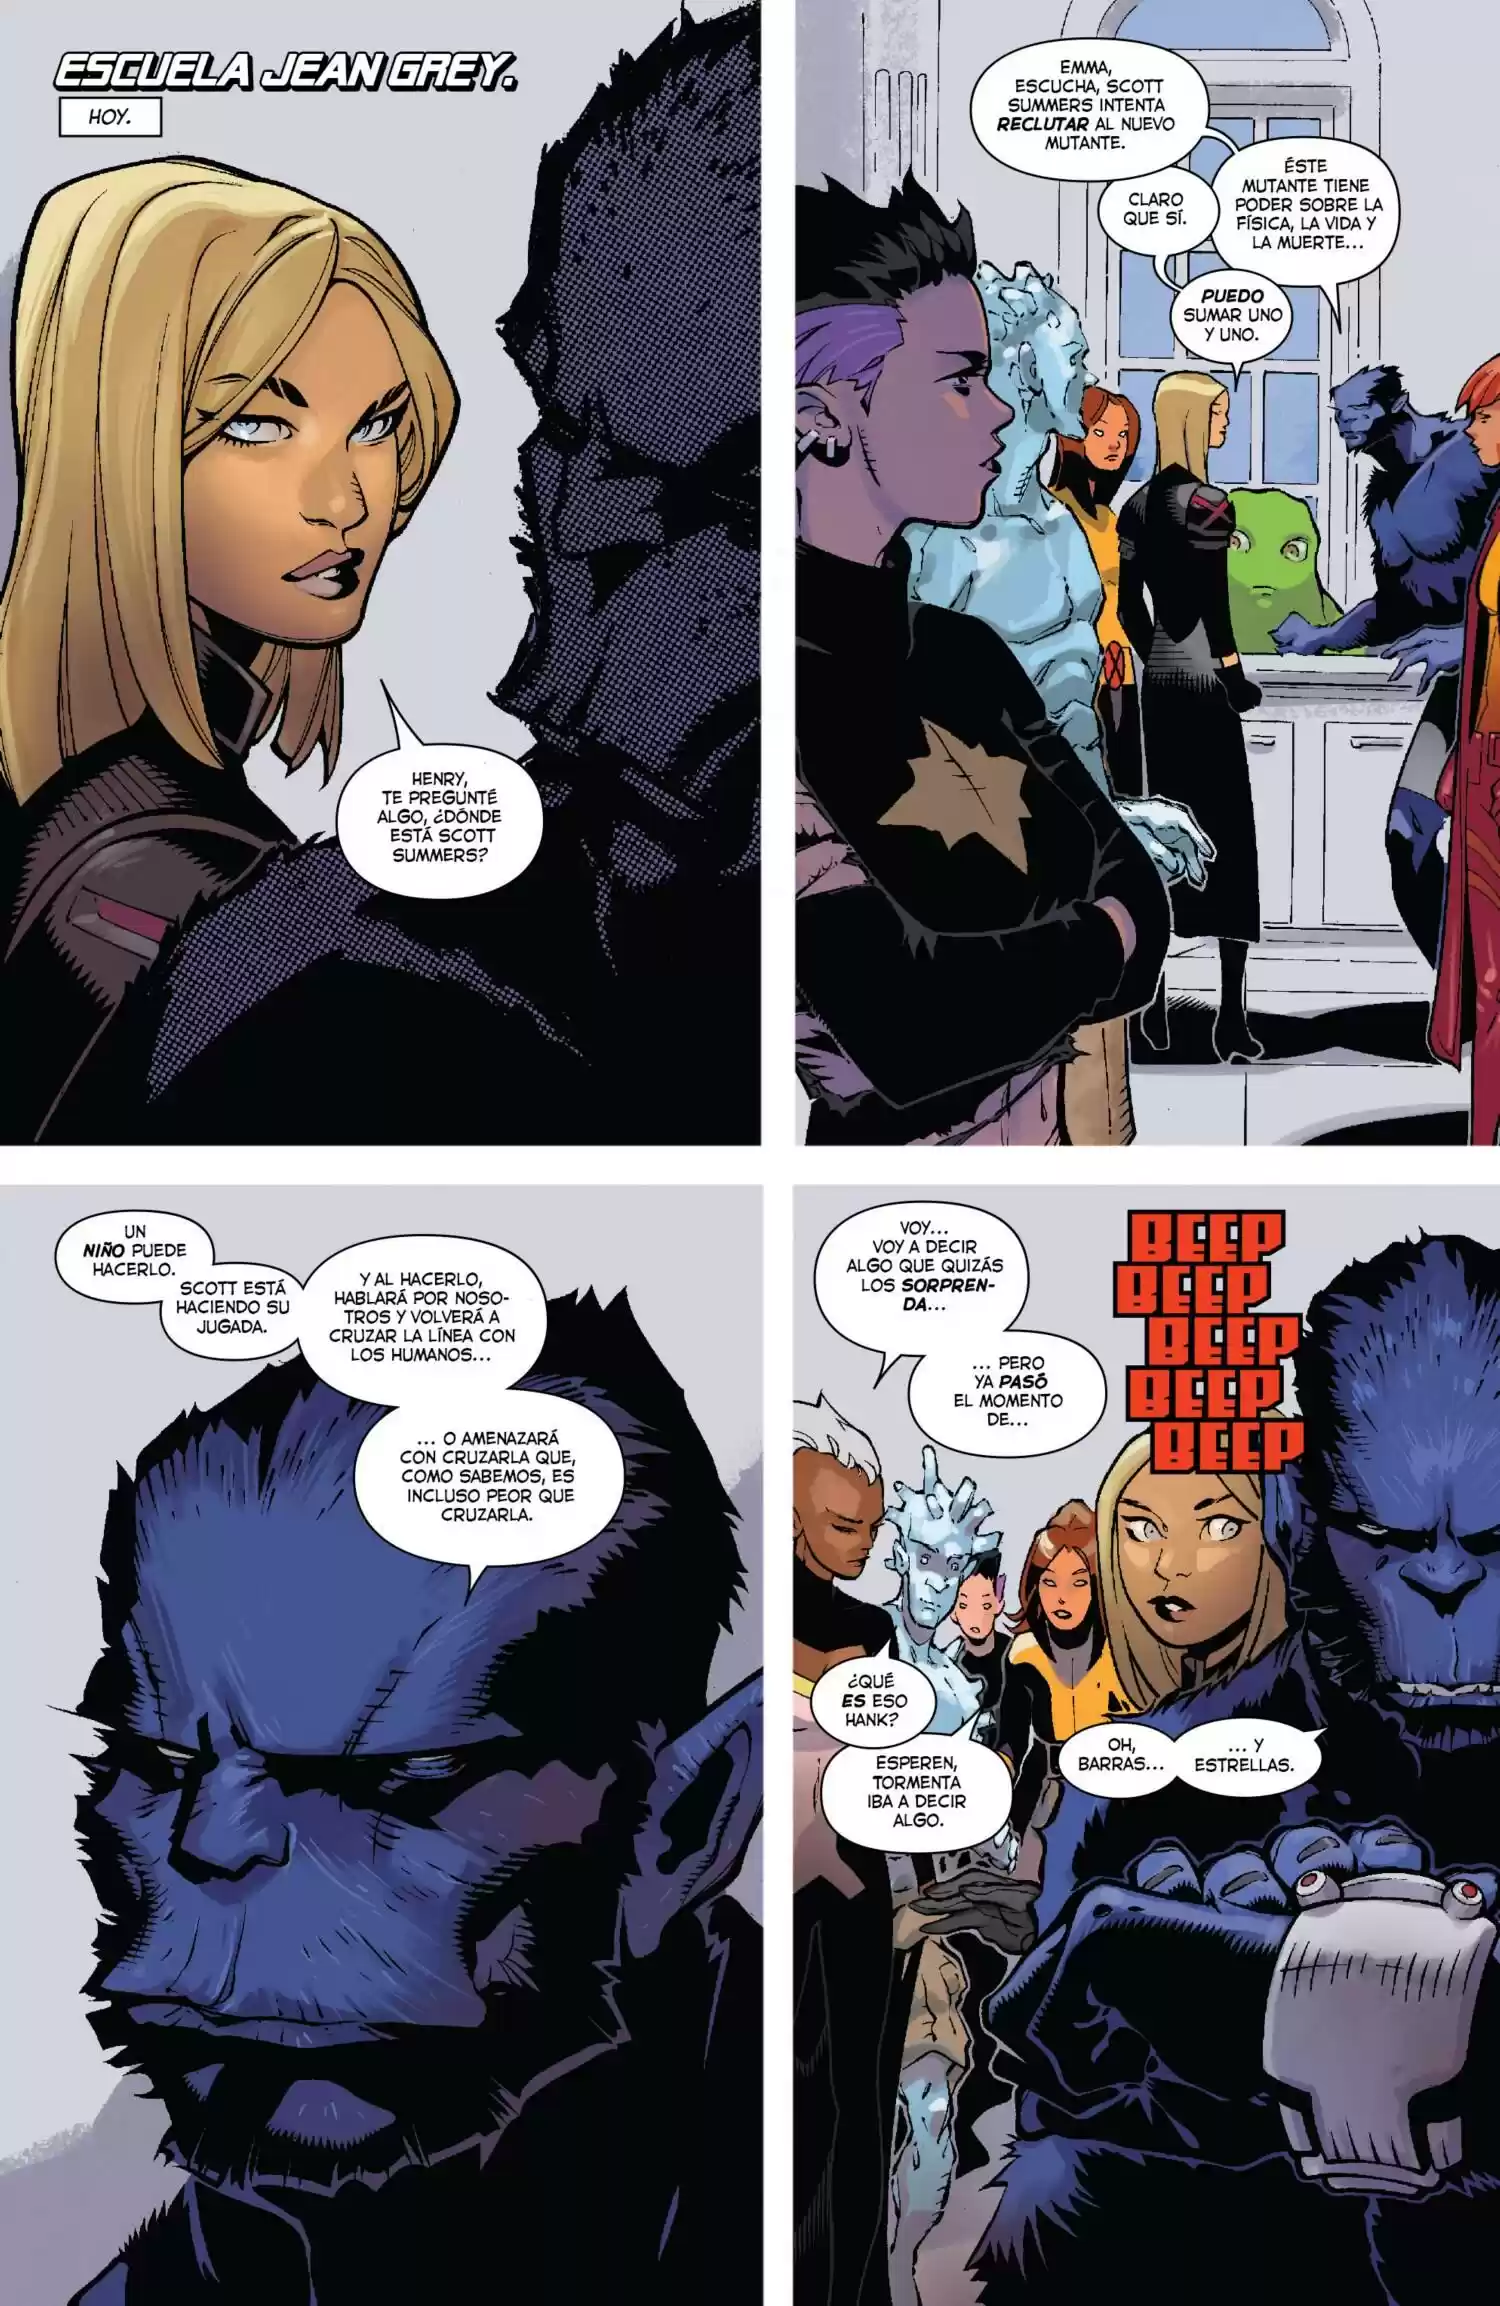 ESCUELA JEAN GREY.
HOY.
HENRY,
TE PREGUNTÉ
ALGO, ¿DÓNDE
ESTÁ SCOTT
SUMMERS?
EMMA,
ESCUCHA, SCOTT
SUMMERS INTENTA
RECLUTAR AL NUEVO
MUTANTE.
CLARO
QUE SÍ.
ÉSTE
MUTANTE TIENE
PODER SOBRE LA
FÍSICA, LA VIDA Y
LA MUERTE...
PUEDO
SUMAR UNO
Y UNO.
UN
NIÑO PUEDE
HACERLO.
SCOTT ESTÁ
HACIENDO SU
JUGADA.
Y AL HACERLO,
HABLARÁ POR NOSO-
TROS Y VOLVERÁ A
CRUZAR LA LÍNEA CON
LOS HUMANOS...
... O AMENAZARÁ
CON CRUZARLA QUE,
COMO SABEMOS, ES
INCLUSO PEOR QUE
CRUZARLA.
VOY...
VOY A DECIR
ALGO QUE QUIZÁS
LOS SORPREN-
DA...
... PERO
YA PASÓ
EL MOMENTO
DE...
BEEP
BEEP
BEEP
BEEP
BEEP
¿QUÉ
ES ESO
HANK?
ESPEREN,
TORMENTA
IBA A DECIR
ALGO.
OH,
BARRAS...
... Y
ESTRELLAS.